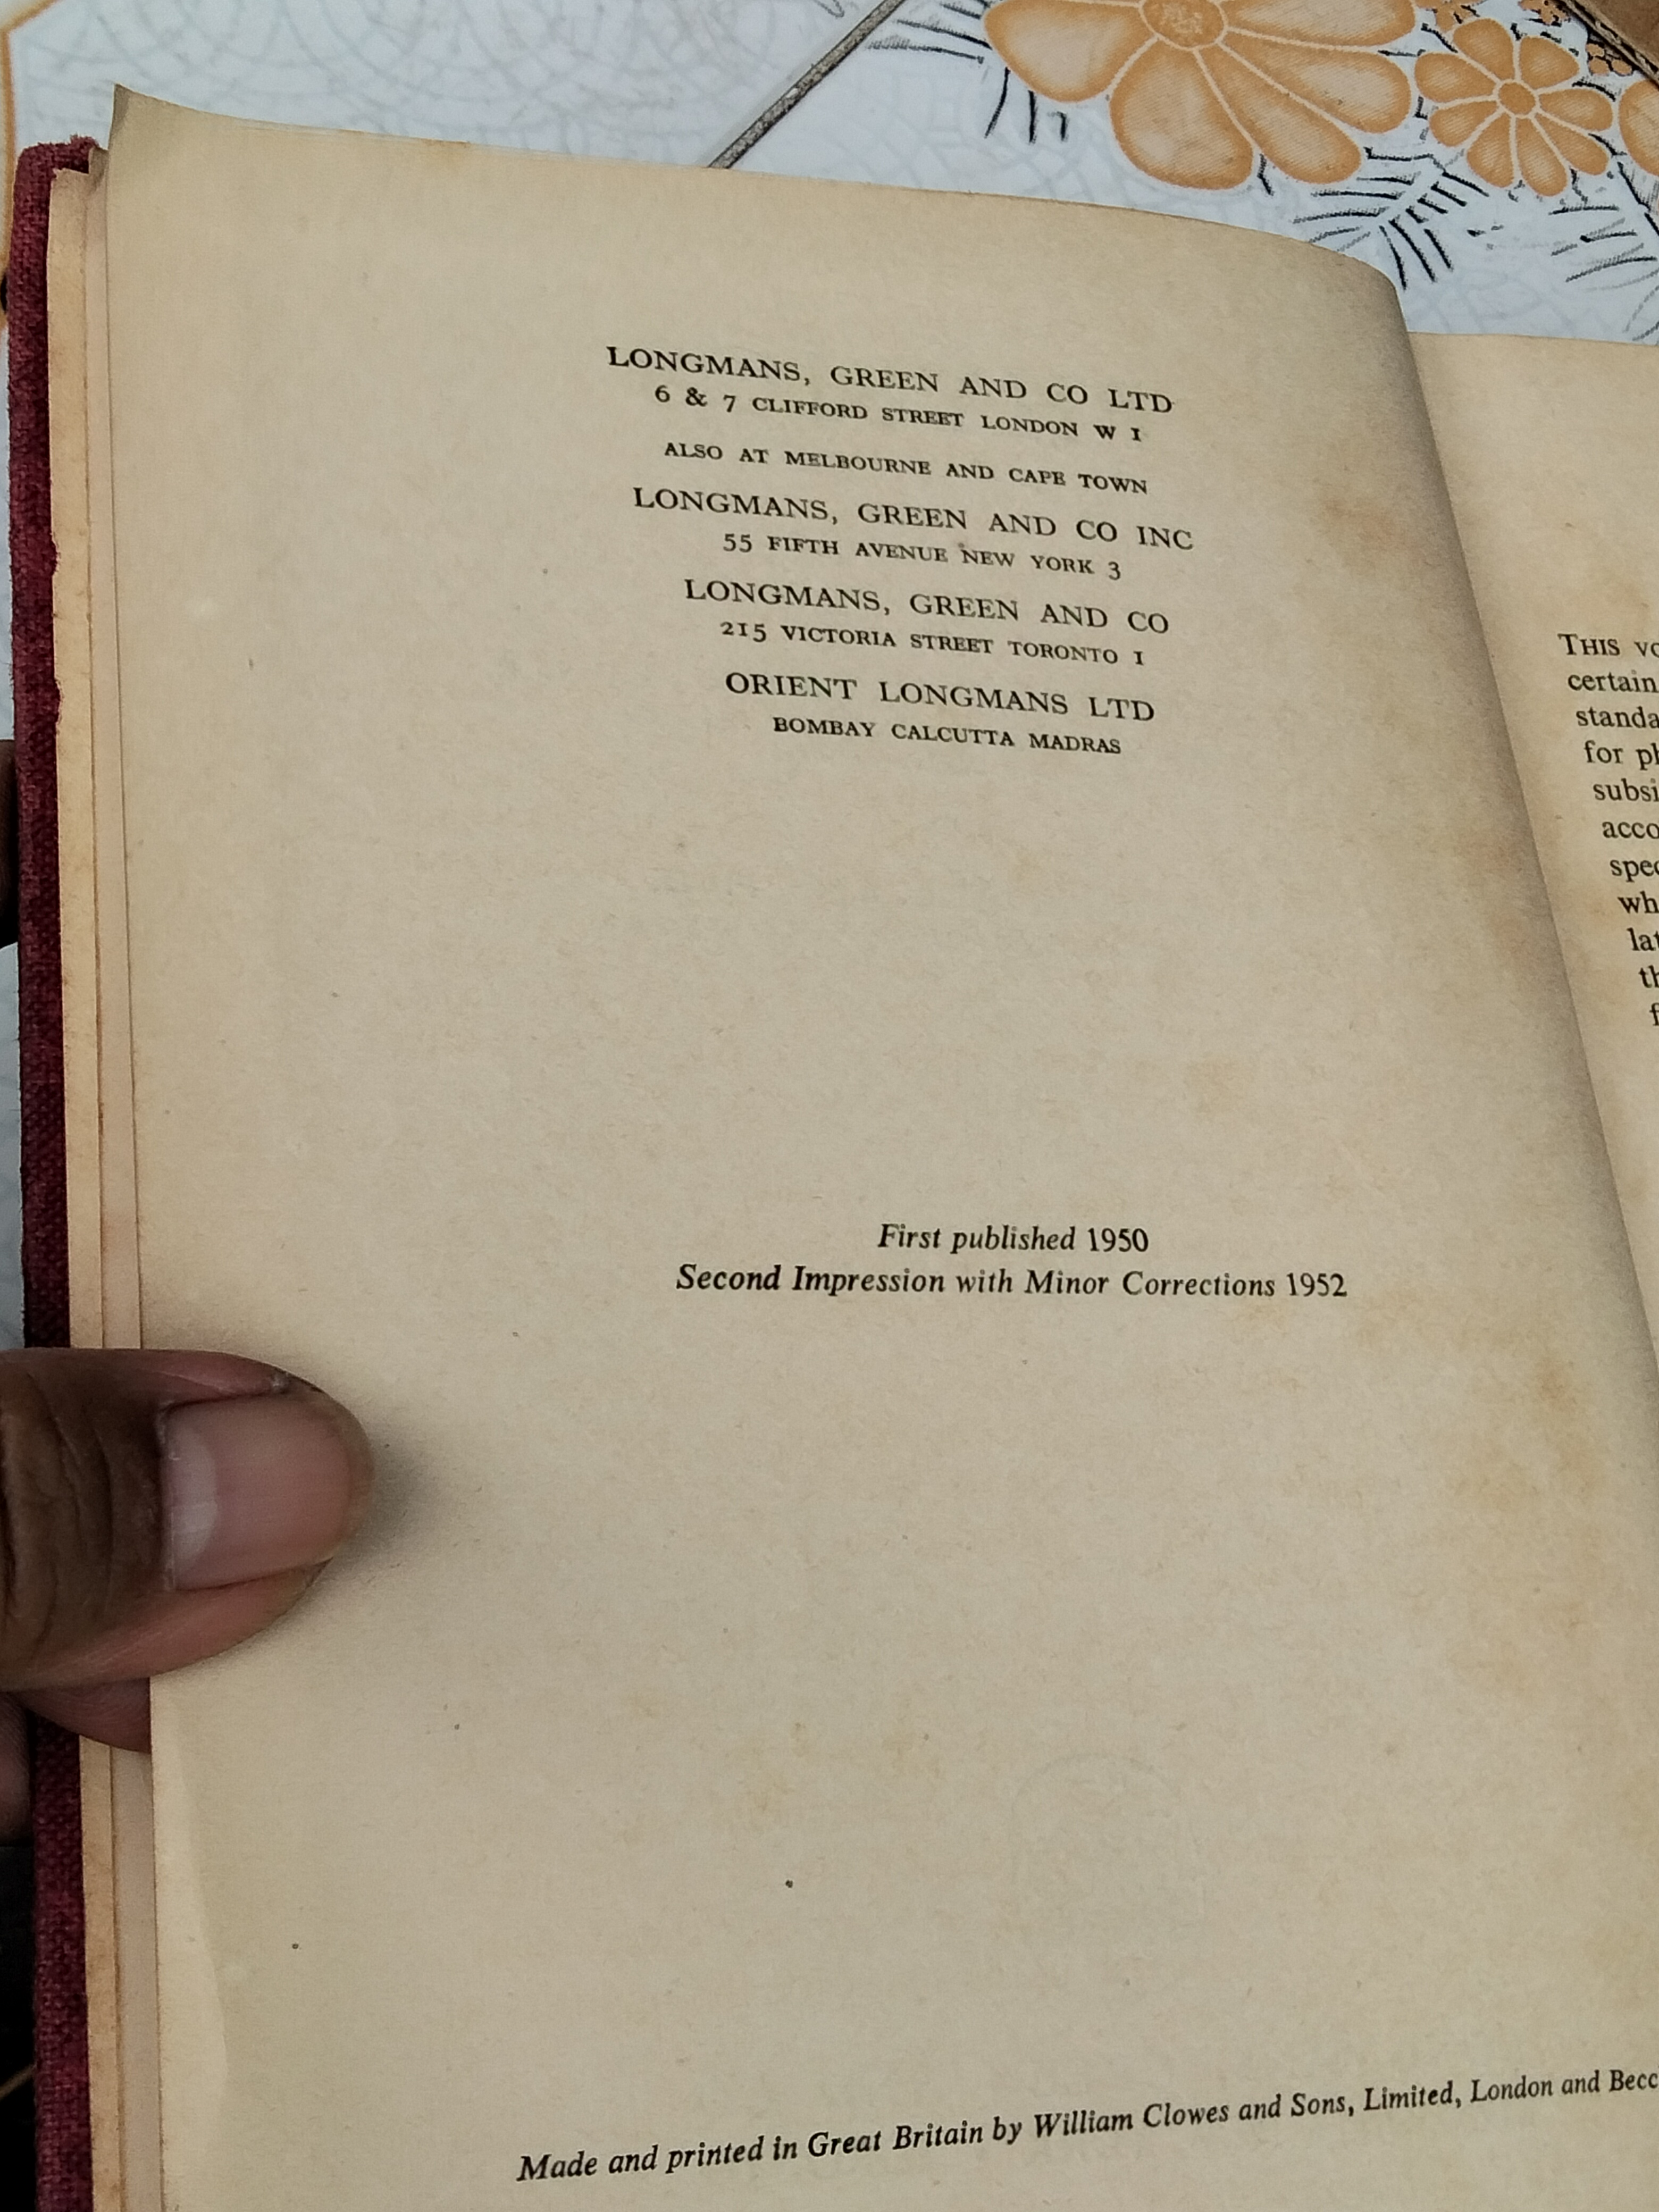 LONGMANS, GREEN AND CO LTD
6 & 7 CLIFFORD STREET LONDON W 1
ALSO AT MELBOURNE AND CAPE TOWN
LONGMANS, GREEN AND CO INC
55 FIFTH AVENUE NEW YORK 3
LONGMANS, GREEN AND CO
215 VICTORIA STREET TORONTO 1
ORIENT LONGMANS LTD
BOMBAY CALCUTTA MADRAS
First published 1950
Second Impression with Minor Corrections 1952
Made and printed in Great Britain by William Clowes and Sons, Limited, London and
THIS
certain
for